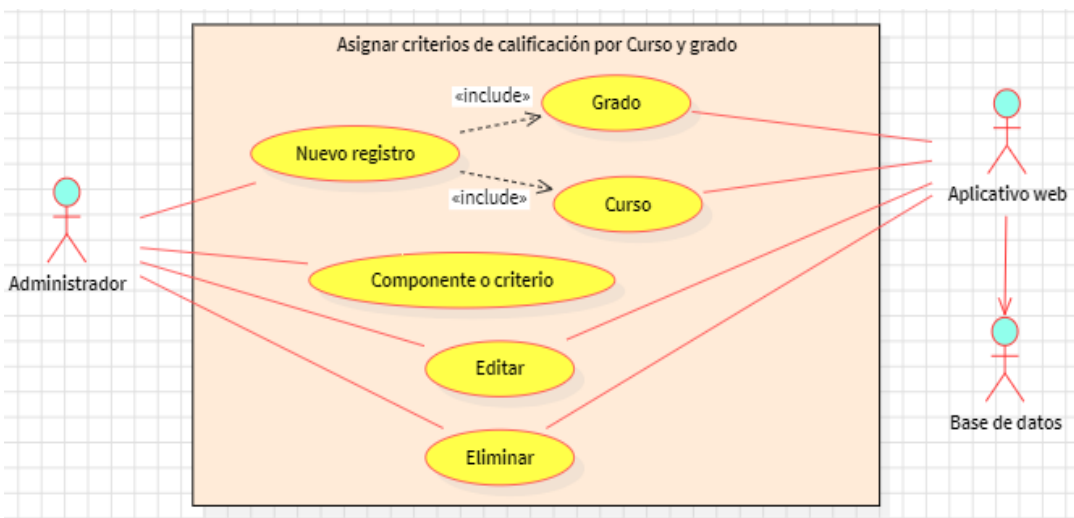 Asignar criterios de calificación por Curso y grado
«include»
Grado
Nuevo registro
«include»
Curso
Aplicativo web
Administrador
Componente o criterio
Editar
Base de datos
Eliminar